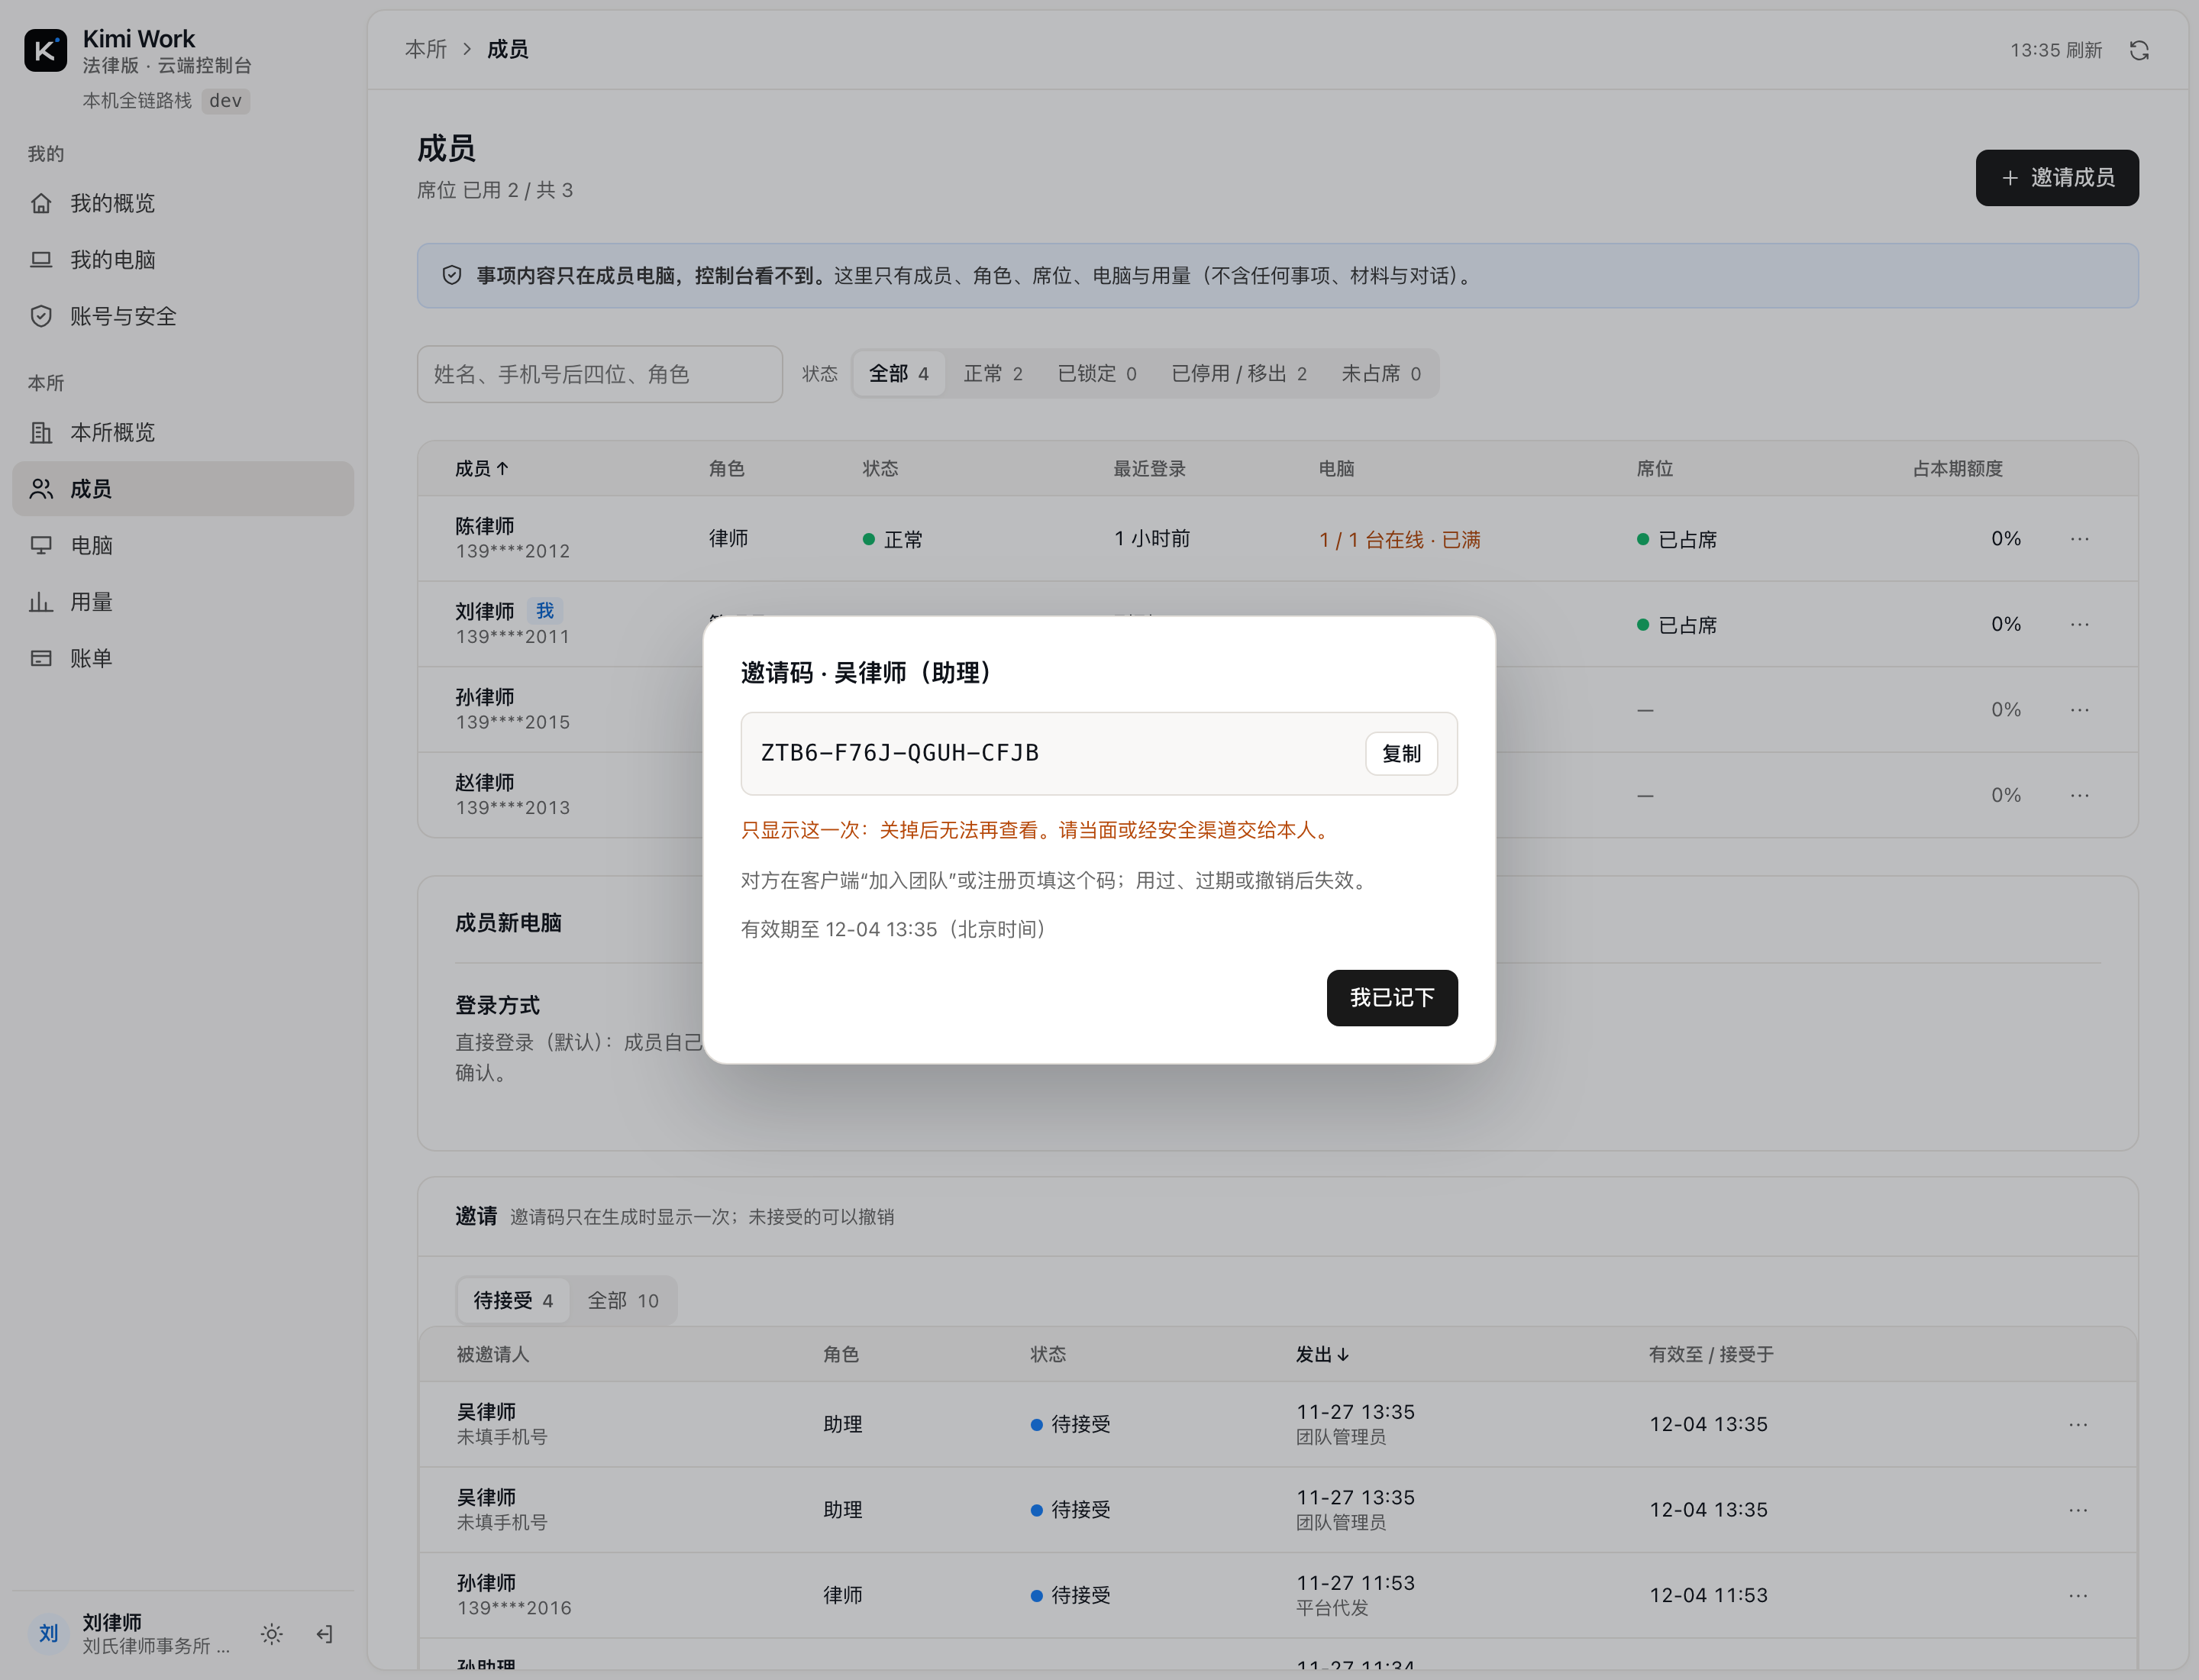 Kimi Work
法律版 · 云端控制台
本机全链路栈 dev
我的
我的概览
我的电脑
账号与安全
本所
本所概览
成员
电脑
用量
账单
刘
刘律师
刘氏律师事务所 ...
本所 > 成员
13:35 刷新
成员
席位 已用 2 / 共 3
+ 邀请成员
事项内容只在成员电脑，控制台看不到。这里只有成员、角色、席位、电脑与用量（不含任何事项、材料与对话）。
姓名、手机号后四位、角色
状态 全部 4 正常 2 已锁定 0 已停用 / 移出 2 未占席 0
成员 ↑ 角色 状态 最近登录 电脑 席位 占本期额度
陈律师
139****2012
律师 正常 1 小时前 1 / 1 台在线 · 已满 已占席 0% ···
刘律师 我
139****2011
已占席 0% ···
孙律师
139****2015
— 0% ···
赵律师
139****2013
— 0% ···
邀请码 · 吴律师（助理）
ZTB6-F76J-QGUH-CFJB
复制
只显示这一次：关掉后无法再查看。请当面或经安全渠道交给本人。
对方在客户端“加入团队”或注册页填这个码；用过、过期或撤销后失效。
有效期至 12-04 13:35（北京时间）
我已记下
成员新电脑
登录方式
直接登录（默认）：成员自己
确认。
邀请 邀请码只在生成时显示一次；未接受的可以撤销
待接受 4 全部 10
被邀请人 角色 状态 发出 ↓ 有效至 / 接受于
吴律师
未填手机号
助理 待接受
11-27 13:35
团队管理员
12-04 13:35 ···
吴律师
未填手机号
助理 待接受
11-27 13:35
团队管理员
12-04 13:35 ···
孙律师
139****2016
律师 待接受
11-27 11:53
平台代发
12-04 11:53 ···
孙助理
11-27 11:34